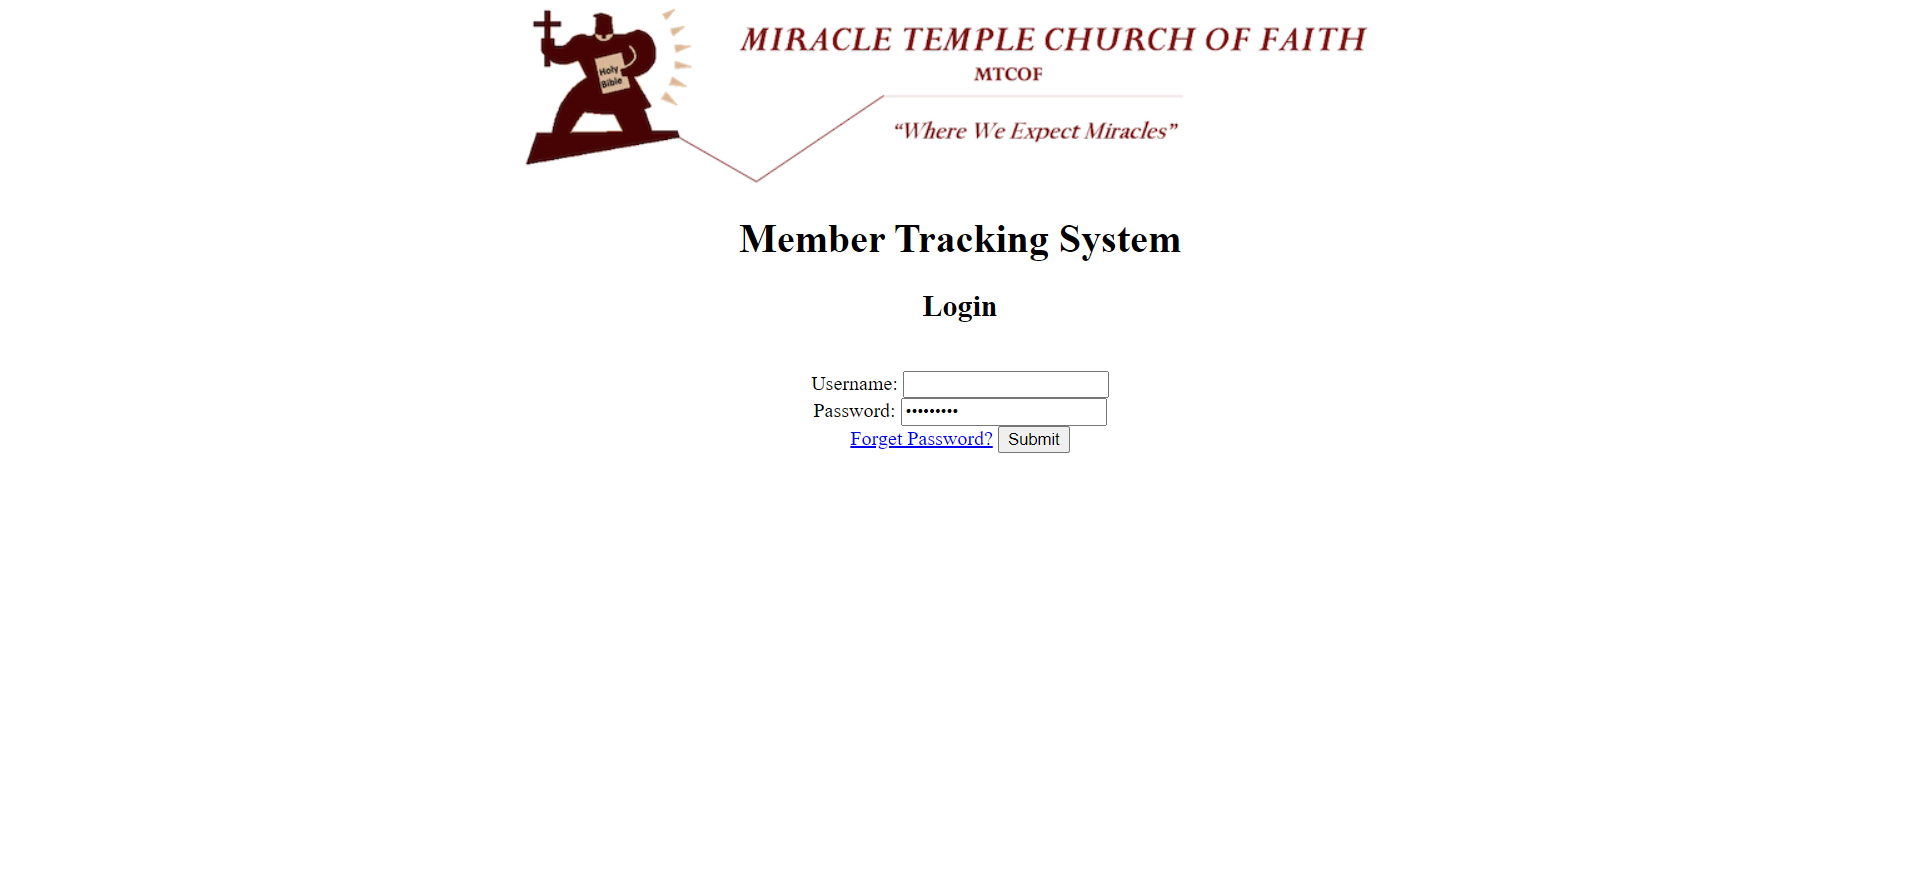 MIRACLE TEMPLE CHURCH OF FAITH
MTCOF
“Where We Expect Miracles”
Holy
Bible
Member Tracking System
Login
Username:
Password: •••••••••
Forget Password? Submit